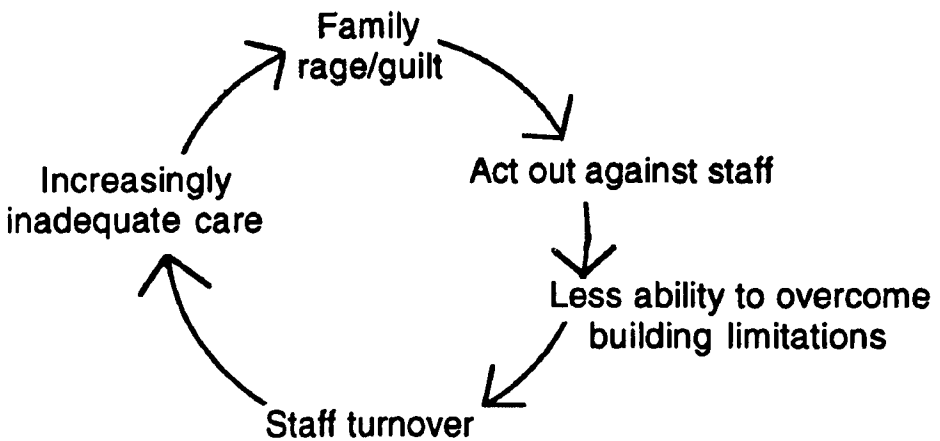 Family
rage/guilt
Act out against staff
Less ability to overcome
building limitations
Staff turnover
Increasingly
inadequate care